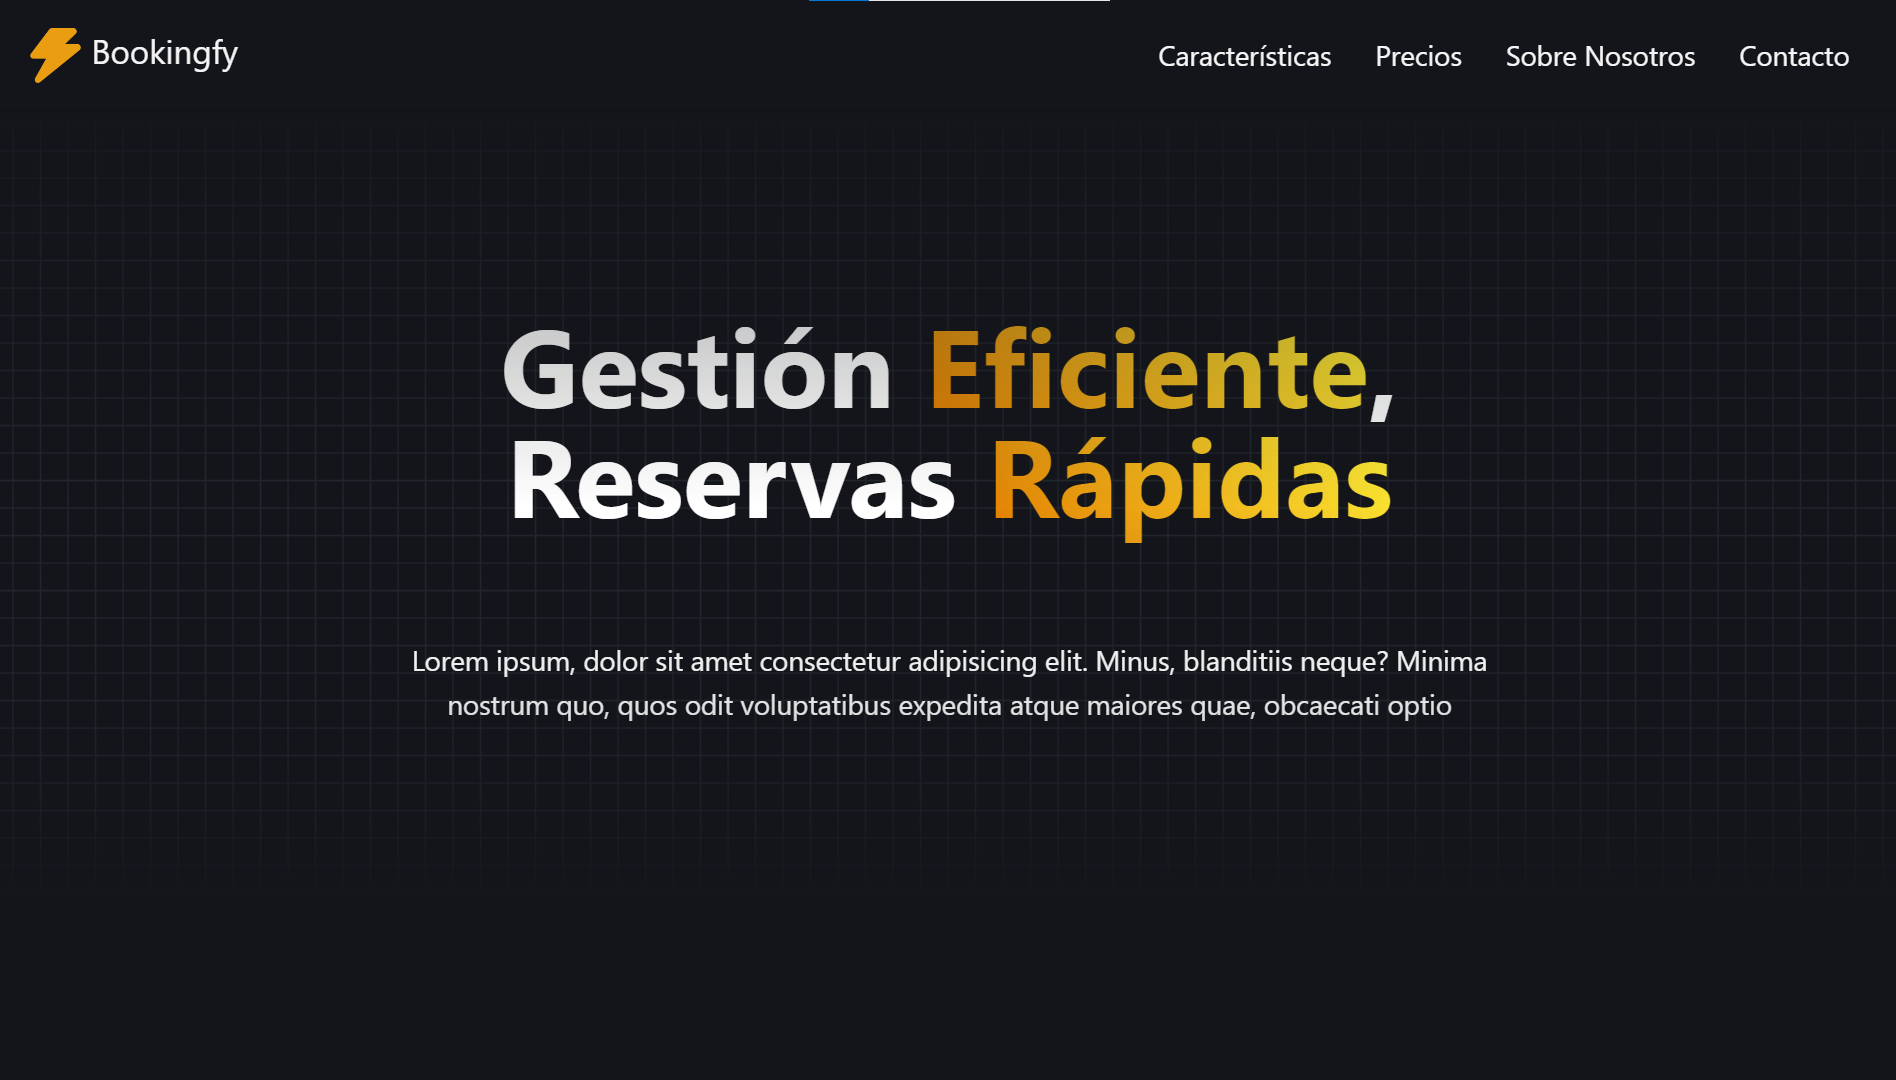 Bookingfy
Características Precios Sobre Nosotros Contacto
Gestión Eficiente,
Reservas Rápidas
Lorem ipsum, dolor sit amet consectetur adipisicing elit. Minus, blanditiis neque? Minima
nostrum quo, quos odit voluptatibus expedita atque maiores quae, obcaecati optio